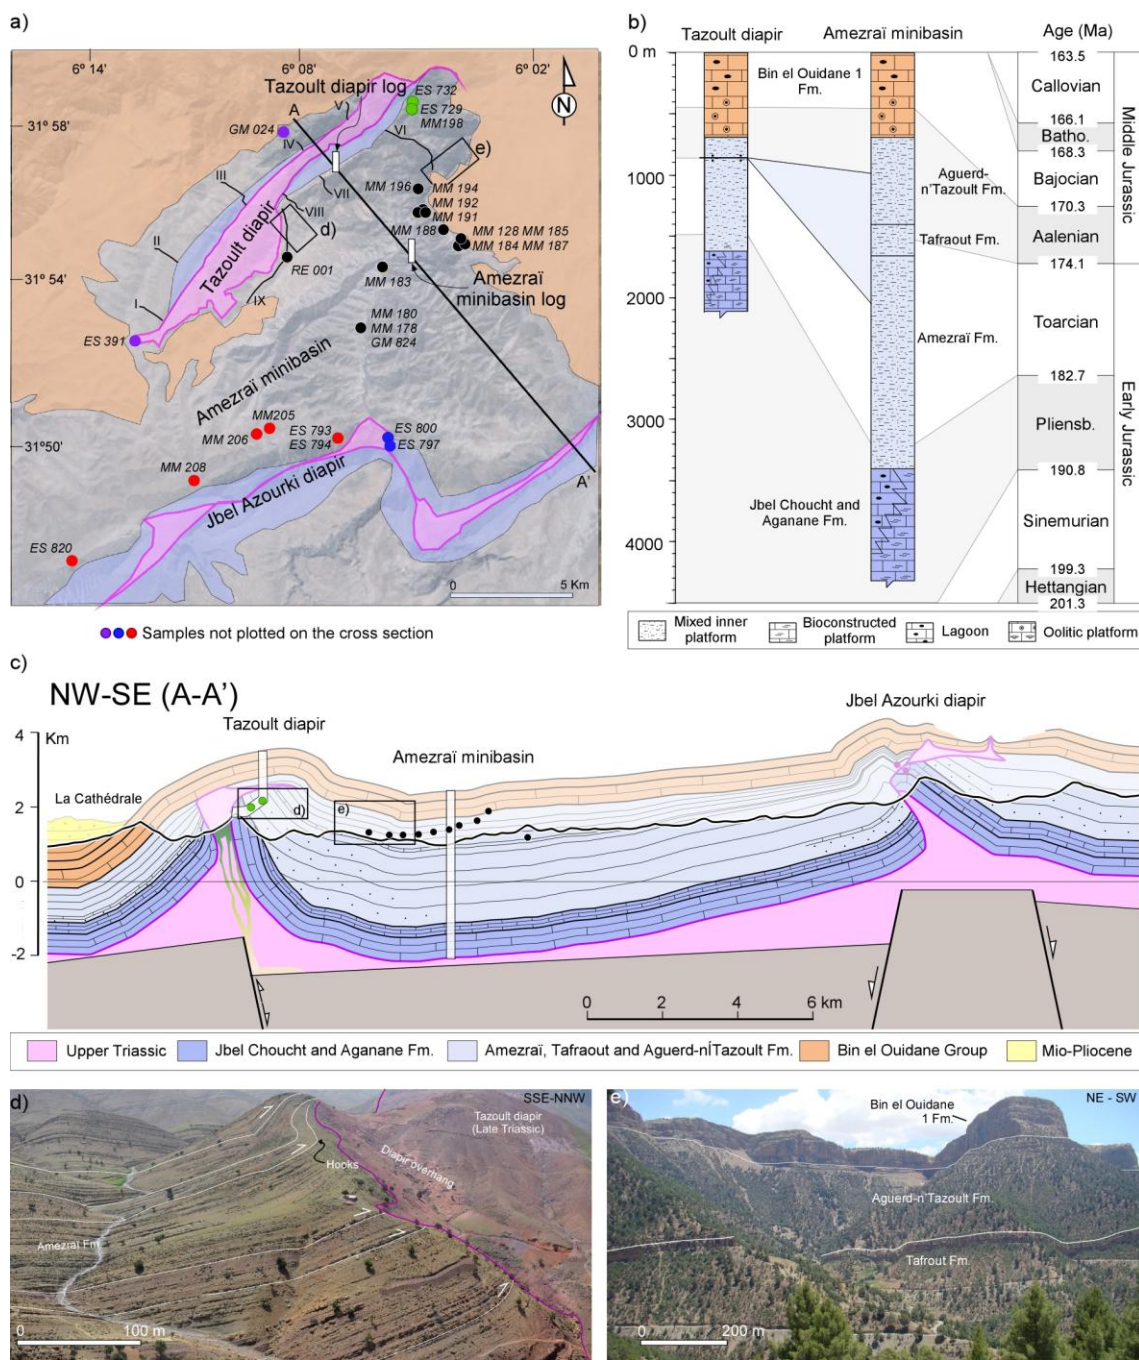 a)
6º 14
6º 08
6º 02
31º 58
31º 54
31º 50
N
A
A'
Tazoult diapir log
ES 732
ES 729
MM198
GM 024
I
II
III
IV
V
VI
VII
VIII
IX
e)
d)
Tazoult diapir
MM 196
MM 194
MM 192
MM 191
MM 188
MM 128 MM 185
MM 184 MM 187
RE 001
MM 183
Amezraï
minibasin log
MM 180
MM 178
GM 824
ES 391
Amezraï minibasin
MM205
MM 206
ES 793
ES 794
ES 800
ES 797
MM 208
Jbel Azourki diapir
ES 820
0
5 Km
Samples not plotted on the cross section
b)
Tazoult diapir
Amezraï minibasin
Age (Ma)
0 m
1000
2000
3000
4000
Bin el Ouidane 1
Fm.
Aguerd-
n'Tazoult Fm.
Tafraout Fm.
Amezraï Fm.
Jbel Choucht and
Aganane Fm.
163.5
Callovian
166.1
Batho.
168.3
Bajocian
170.3
Aalenian
174.1
Toarcian
182.7
Pliensb.
190.8
Sinemurian
199.3
Hettangian
201.3
Middle Jurassic
Early Jurassic
Mixed inner
platform
Bioconstructed
platform
Lagoon
Oolitic platform
c)
NW-SE (A-A')
Tazoult diapir
Amezraï minibasin
Jbel Azourki diapir
4
Km
2
0
-2
La Cathédrale
d)
e)
0
2
4
6 km
Upper Triassic
Jbel Choucht and Aganane Fm.
Amezraï, Tafraout and Aguerd-nÍTazoult Fm.
Bin el Ouidane Group
Mio-Pliocene
d)
SSE-NNW
Tazoult diapir
(Late Triassic)
Hooks
Diapir overhang
Amezraï Fm
0
100 m
e)
NE - SW
Bin el Ouidane
1 Fm.
Aguerd-n'Tazoult Fm.
Tafrout Fm.
0
200 m